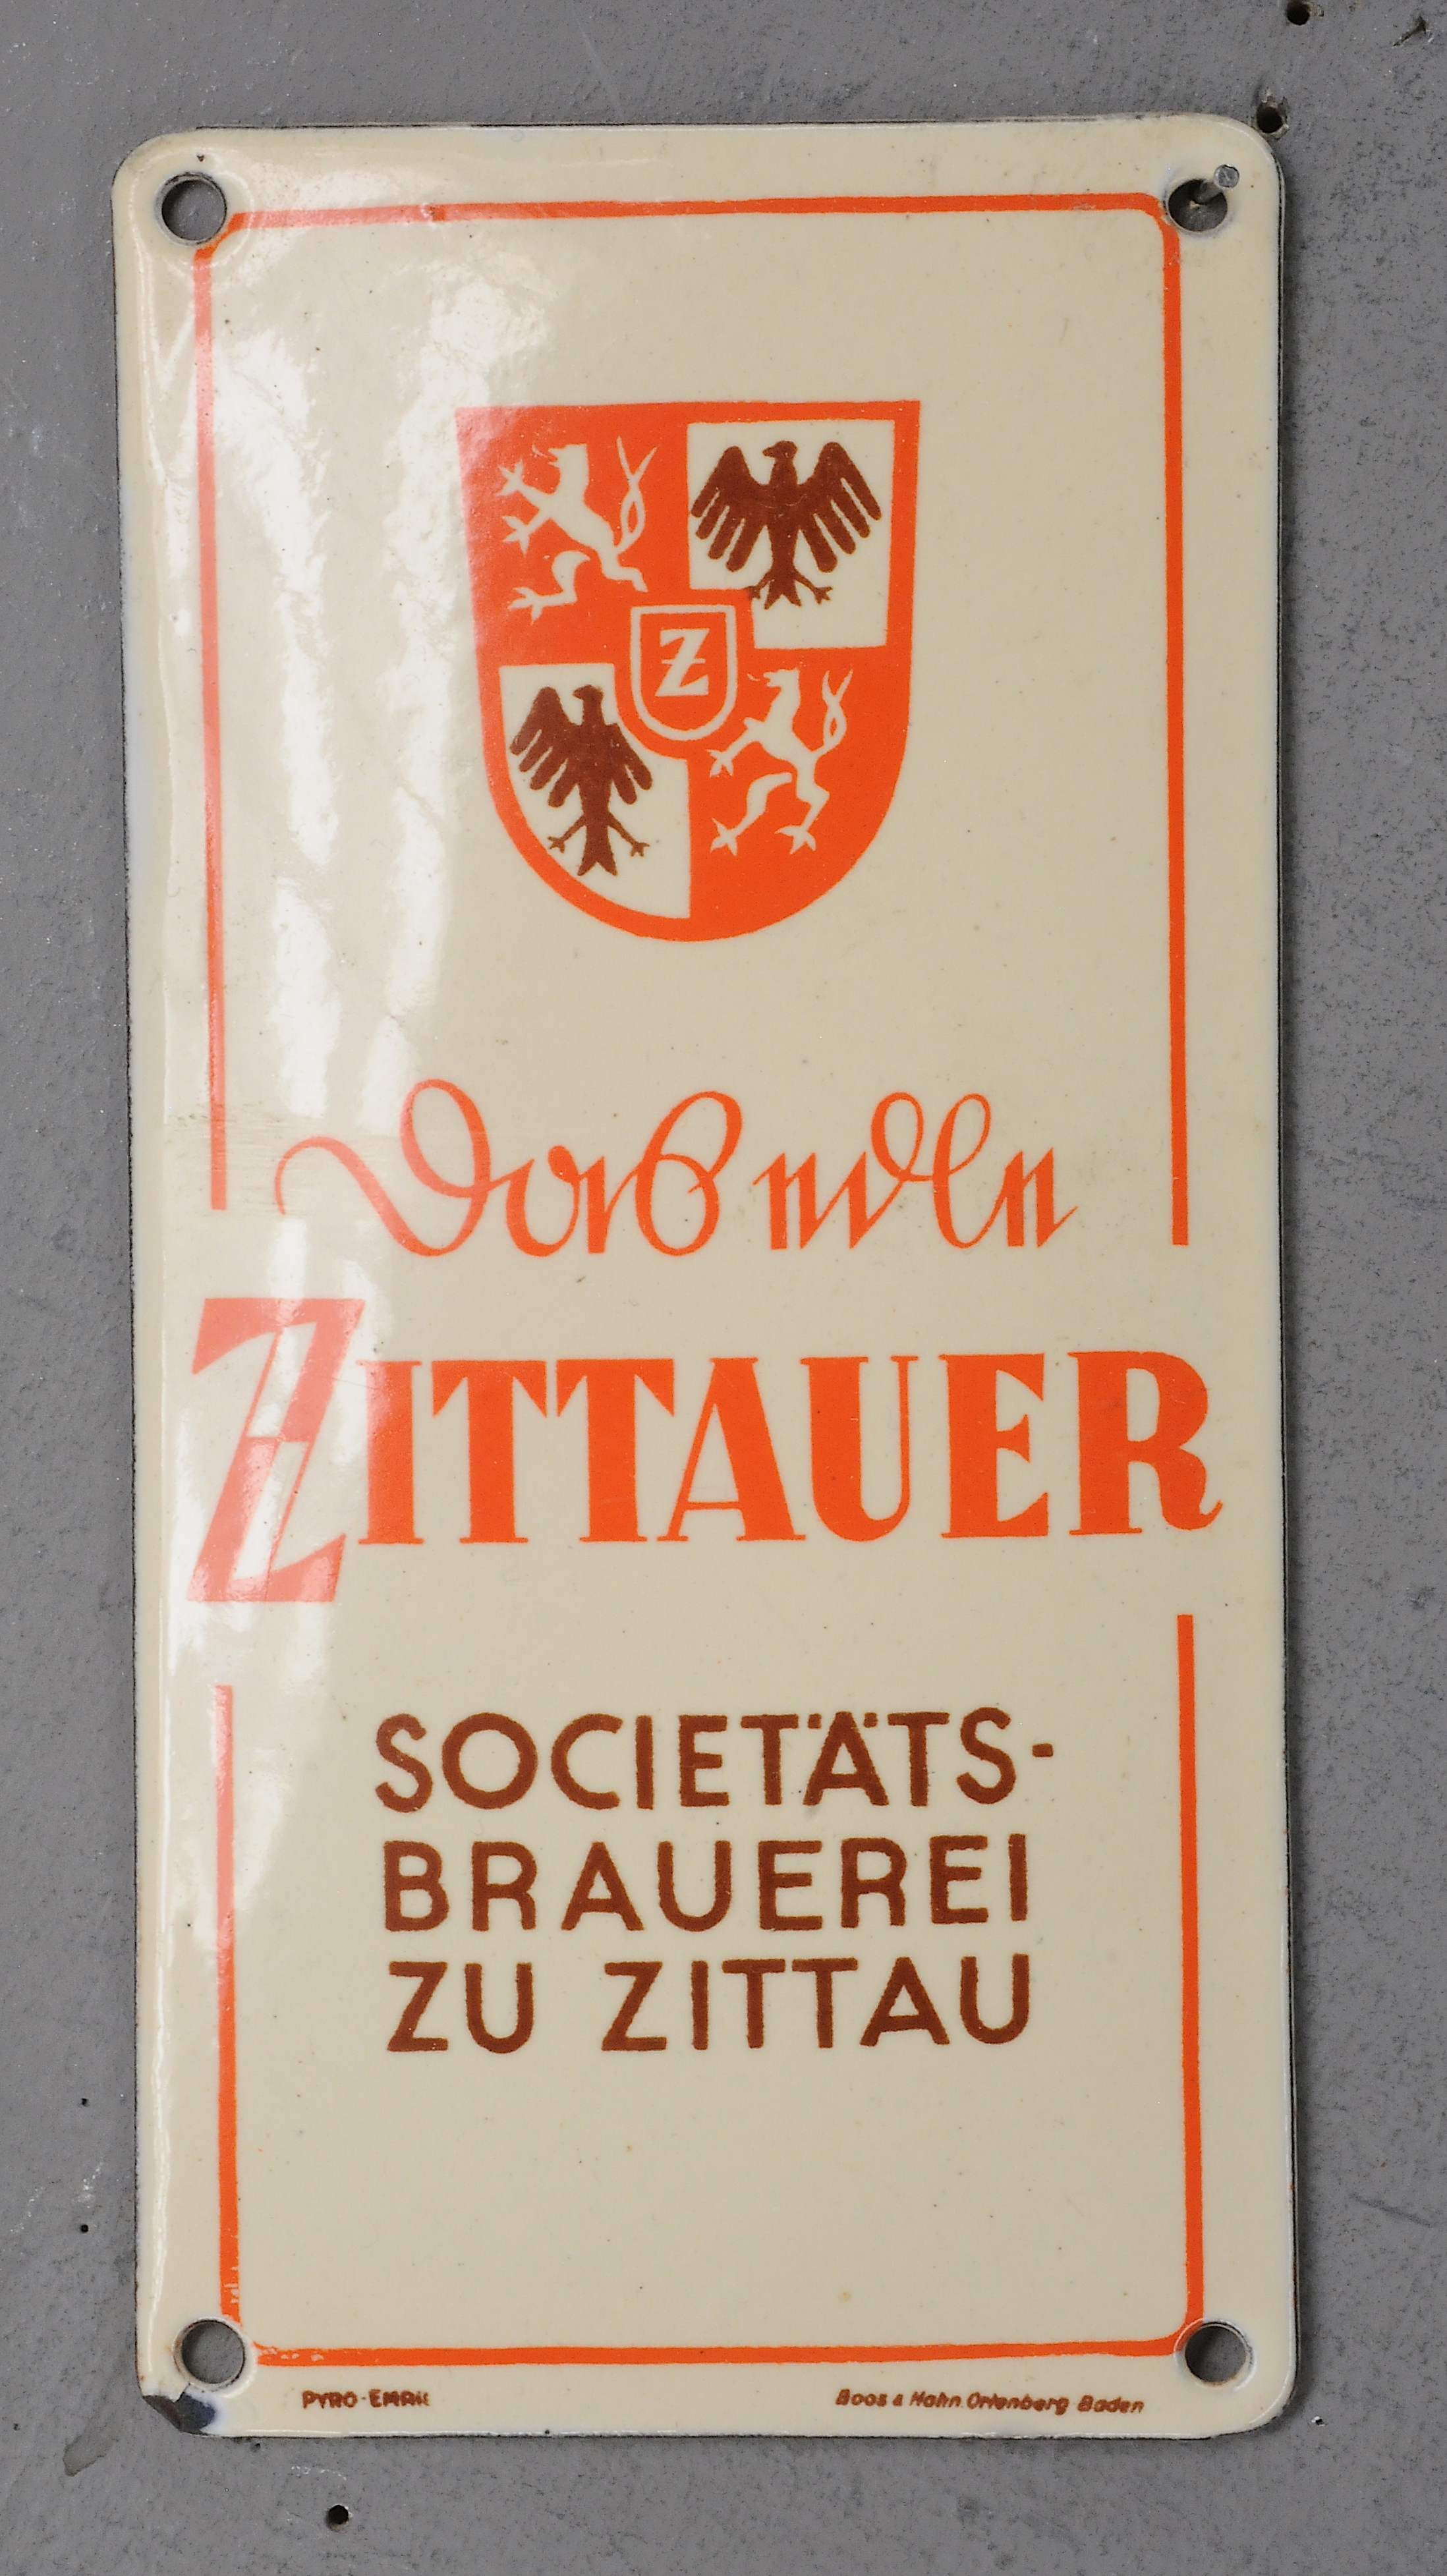 Z
Das edle
ZITTAUER
SOCIETÄTS-
BRAUEREI
ZU ZITTAU
PYRO-EMAIL
Boos & Hahn. Ortenberg Baden